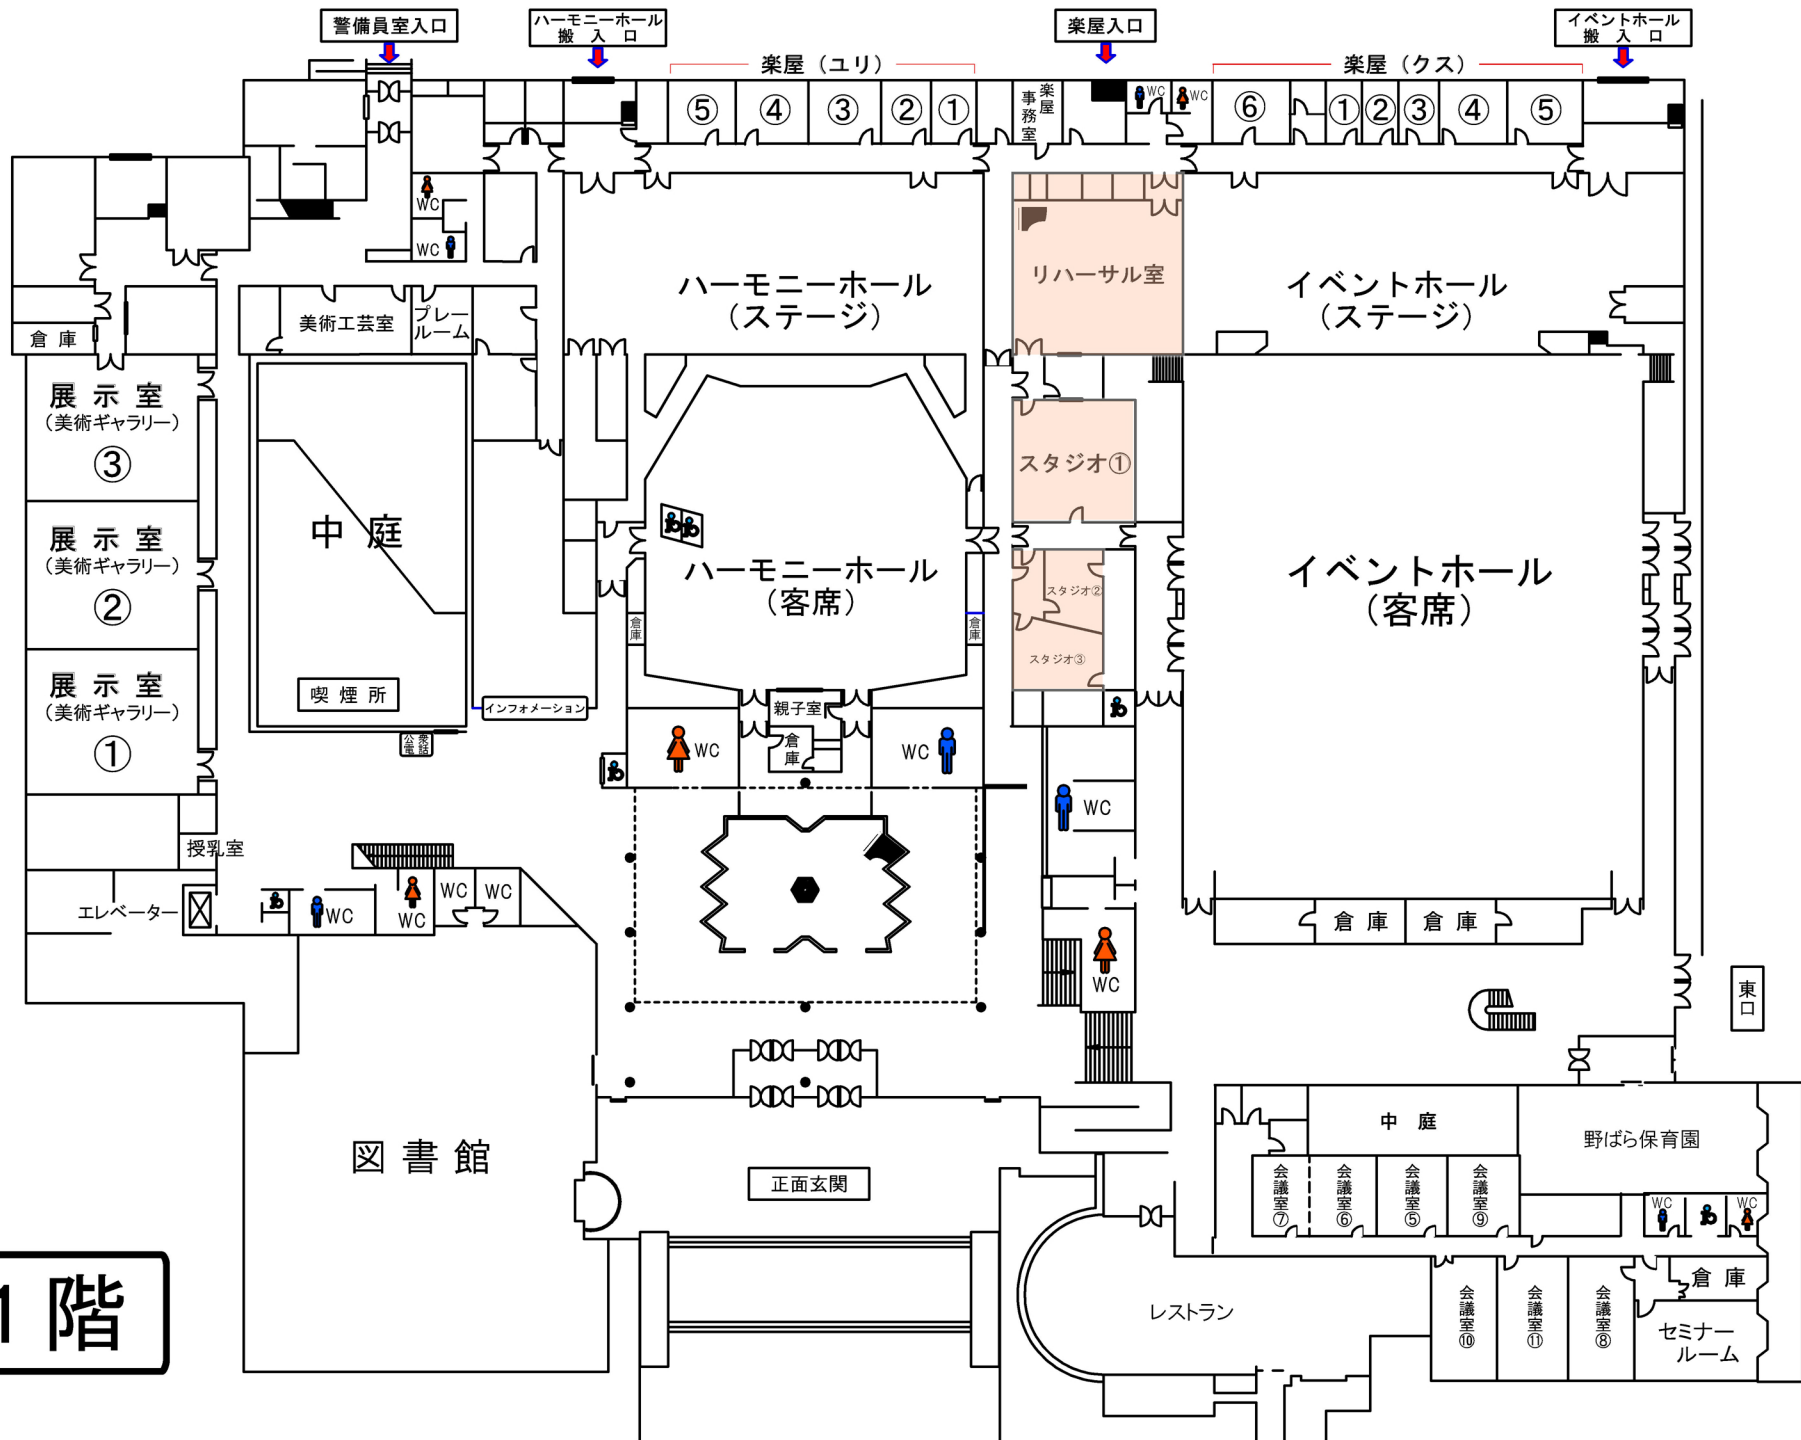 警備員室入口
ハーモニーホール
搬入口
楽屋入口
イベントホール
搬入口
楽屋（ユリ）
楽屋（クス）
⑤
④
③
②
①
楽屋
事務室
WC
WC
⑥
①
②
③
④
⑤
WC
WC
ハーモニーホール
（ステージ）
リハーサル室
イベントホール
（ステージ）
倉庫
美術工芸室
プレー
ルーム
展示室
（美術ギャラリー）
③
スタジオ①
中庭
展示室
（美術ギャラリー）
②
ハーモニーホール
（客席）
イベントホール
（客席）
スタジオ②
倉庫
倉庫
スタジオ③
展示室
（美術ギャラリー）
①
喫煙所
インフォメーション
公衆
電話
親子室
倉庫
WC
WC
WC
授乳室
エレベーター
WC
WC
WC
WC
倉庫
倉庫
WC
東口
図書館
正面玄関
中庭
野ばら保育園
会議室⑦
会議室⑥
会議室⑤
会議室⑨
WC
WC
レストラン
会議室⑩
会議室⑪
会議室⑧
倉庫
セミナー
ルーム
1階